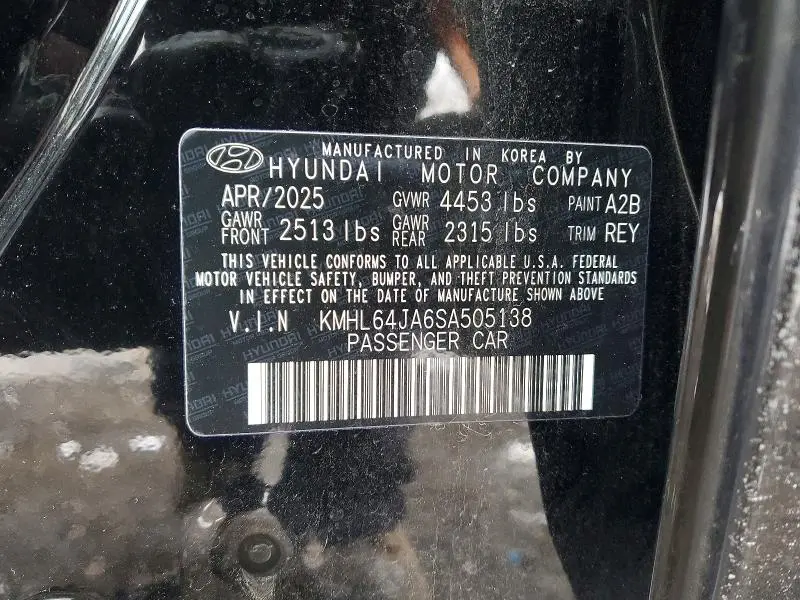 MANUFACTURED IN KOREA BY
HYUNDAI MOTOR COMPANY
APR/2025 GVWR 4453 lbs PAINT A2B
GAWR FRONT 2513 lbs GAWR REAR 2315 lbs TRIM REY
THIS VEHICLE CONFORMS TO ALL APPLICABLE U.S.A. FEDERAL
MOTOR VEHICLE SAFETY, BUMPER, AND THEFT PREVENTION STANDARDS
IN EFFECT ON THE DATE OF MANUFACTURE SHOWN ABOVE
V.I.N KMHL64JA6SA505138
PASSENGER CAR